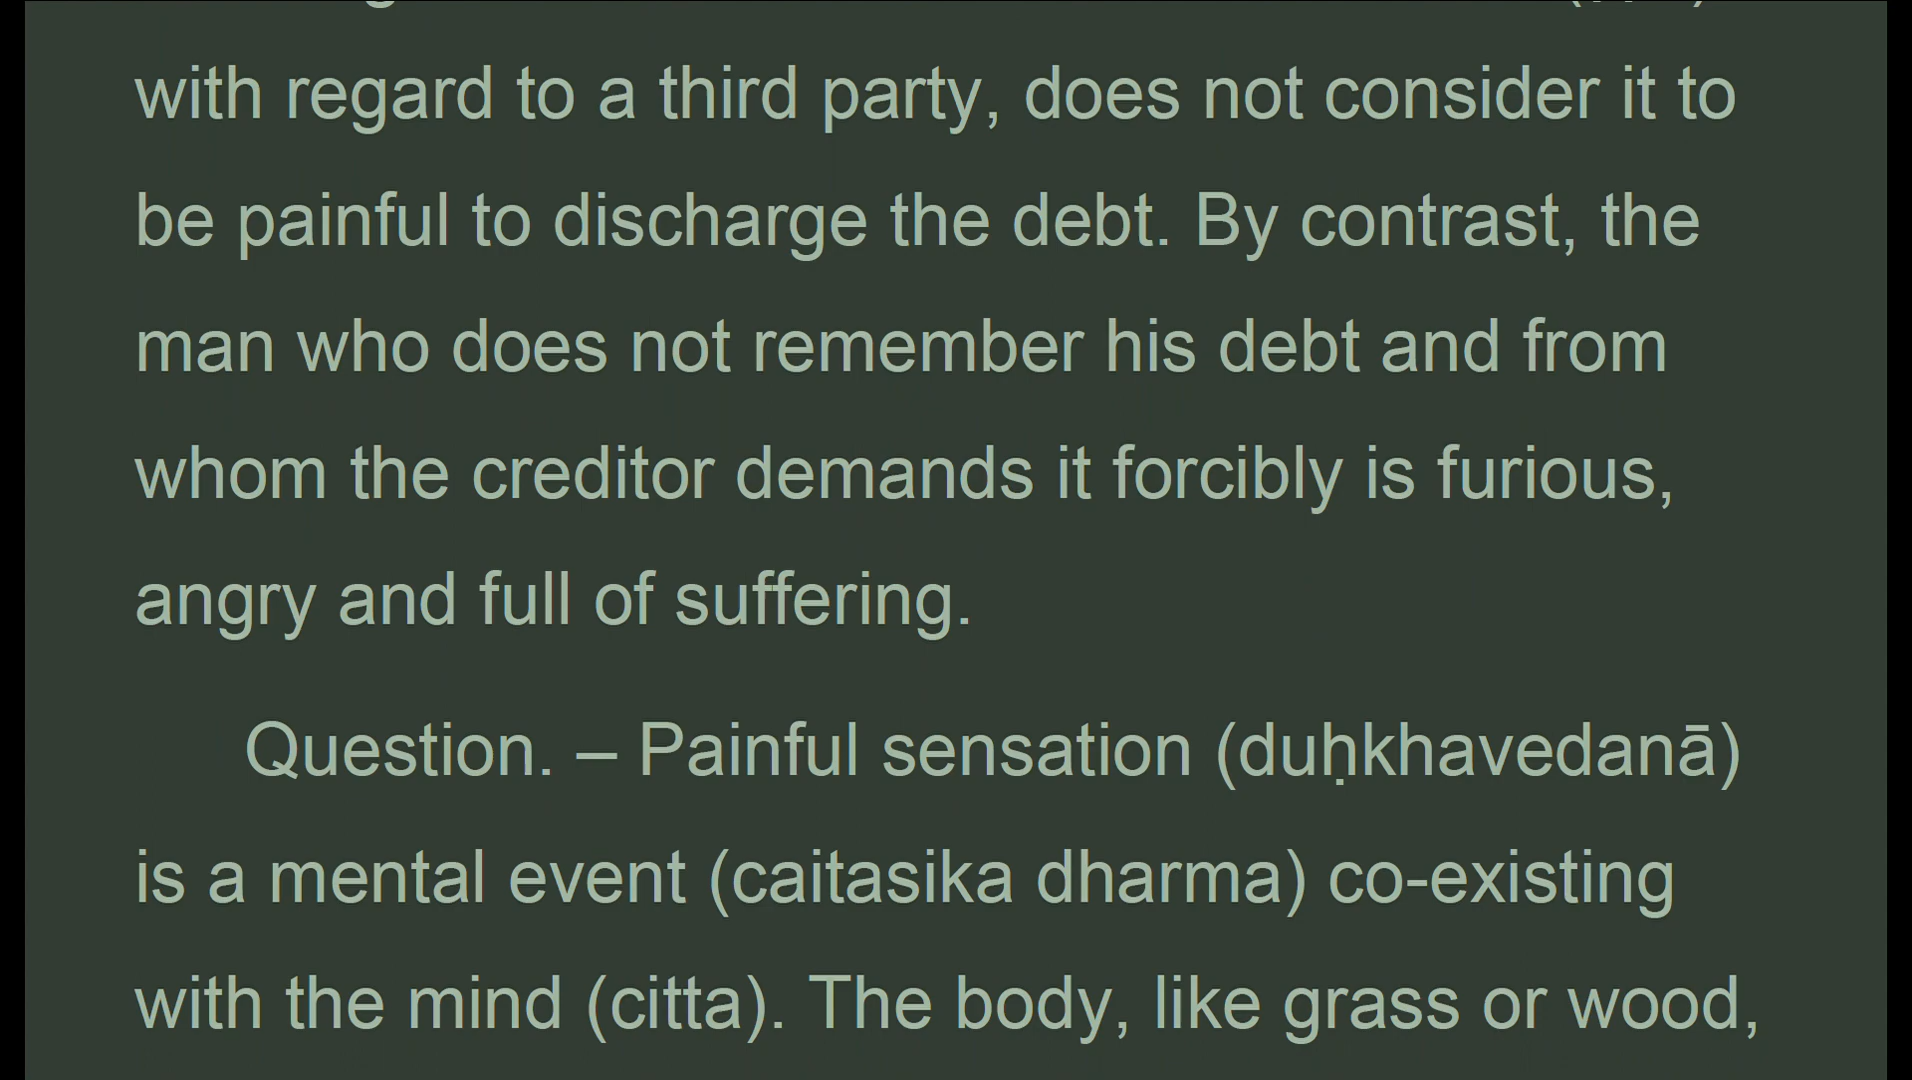 with regard to a third party, does not consider it to
be painful to discharge the debt. By contrast, the
man who does not remember his debt and from
whom the creditor demands it forcibly is furious,
angry and full of suffering.
Question. – Painful sensation (duḥkhavedanā)
is a mental event (caitasika dharma) co-existing
with the mind (citta). The body, like grass or wood,